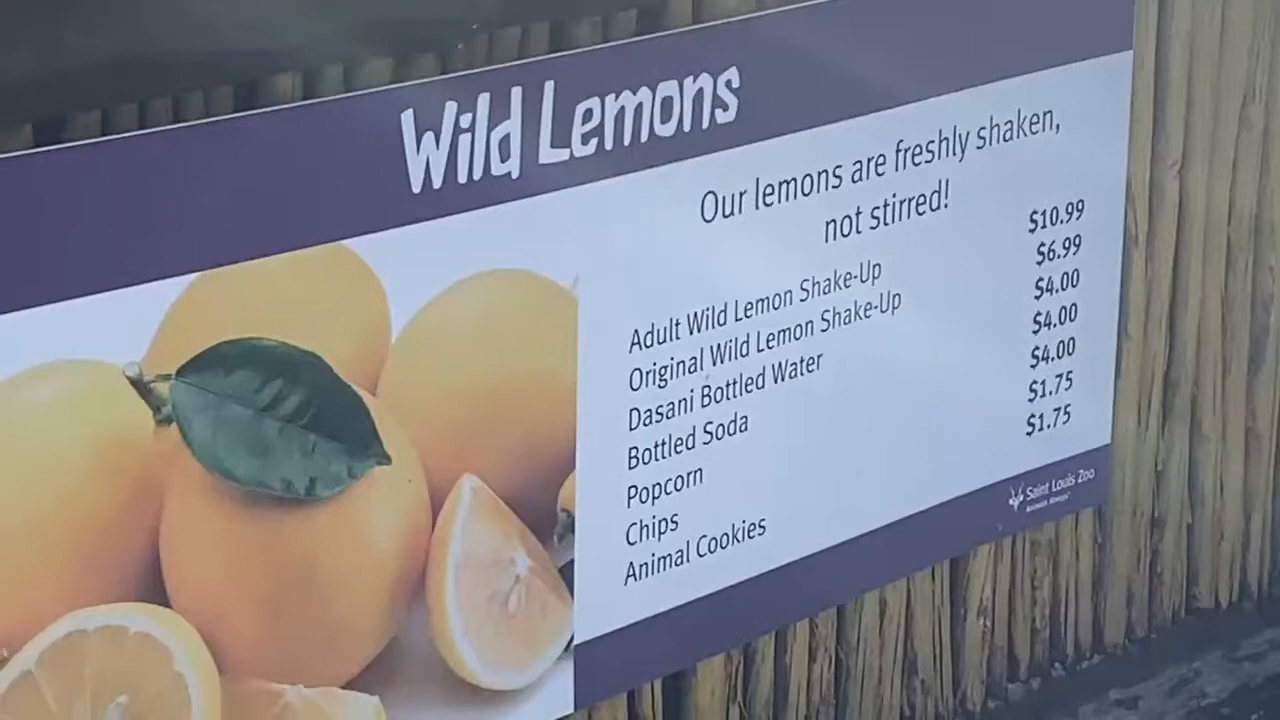 Wild Lemons
Our lemons are freshly shaken,
not stirred!
Adult Wild Lemon Shake-Up $10.99
Original Wild Lemon Shake-Up $6.99
Dasani Bottled Water $4.00
Bottled Soda $4.00
Popcorn $4.00
Chips $1.75
Animal Cookies $1.75
Saint Louis Zoo
Animals Always